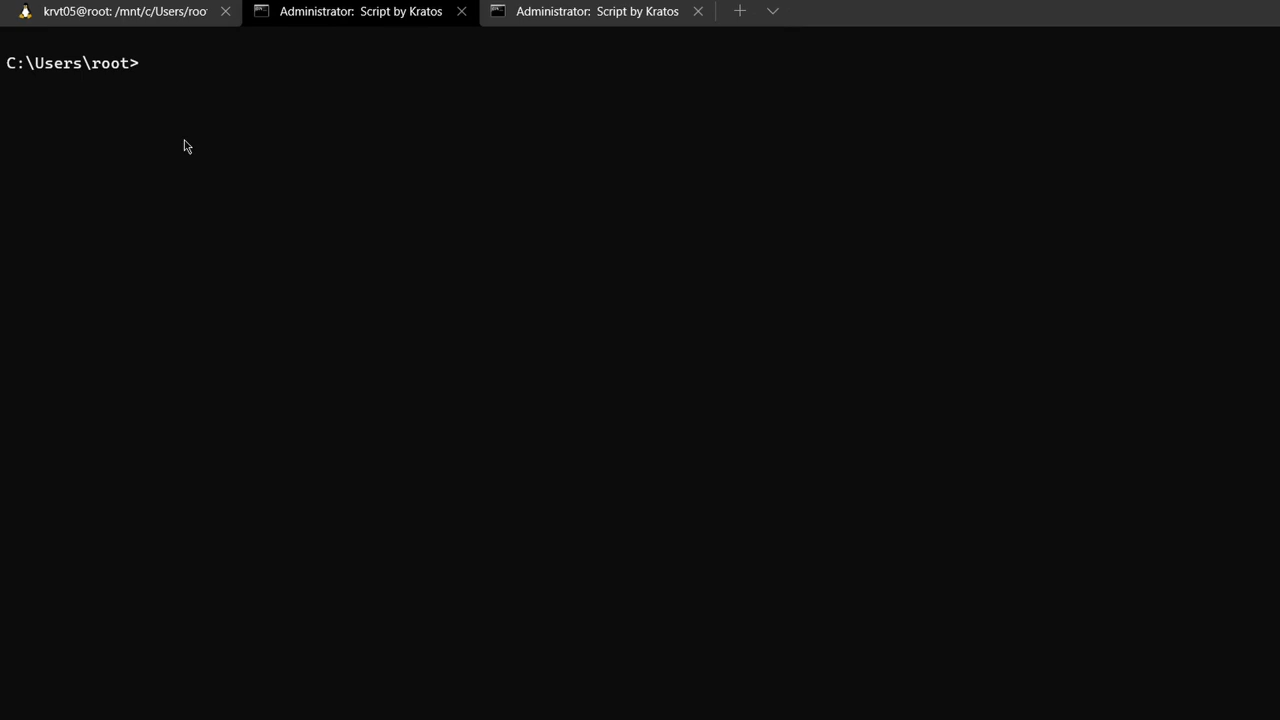 krvt05@root: /mnt/c/Users/roo
Administrator: Script by Kratos
Administrator: Script by Kratos
C:\Users\root>